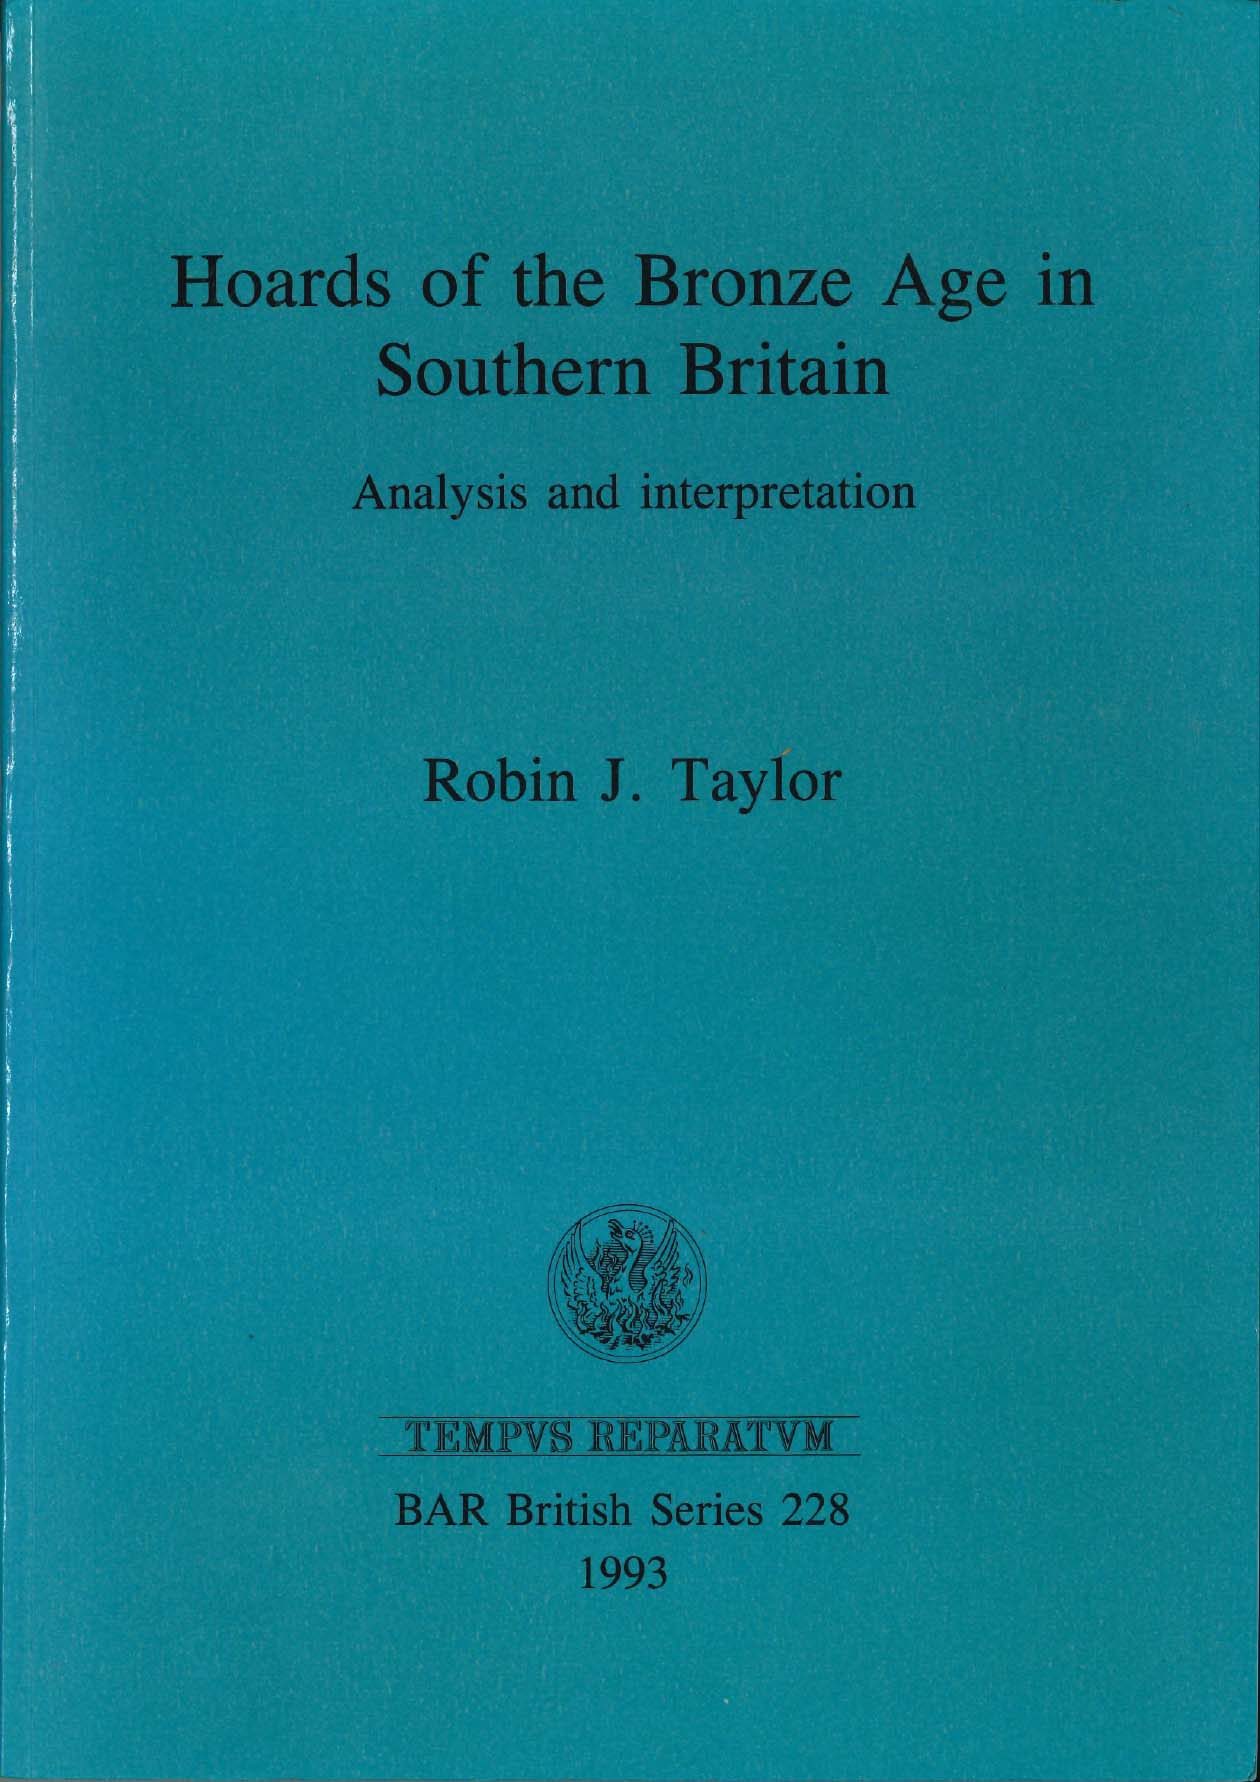 Hoards of the Bronze Age in
Southern Britain
Analysis and interpretation
Robin J. Taylor
TEMPVS REPARATVM
BAR British Series 228
1993